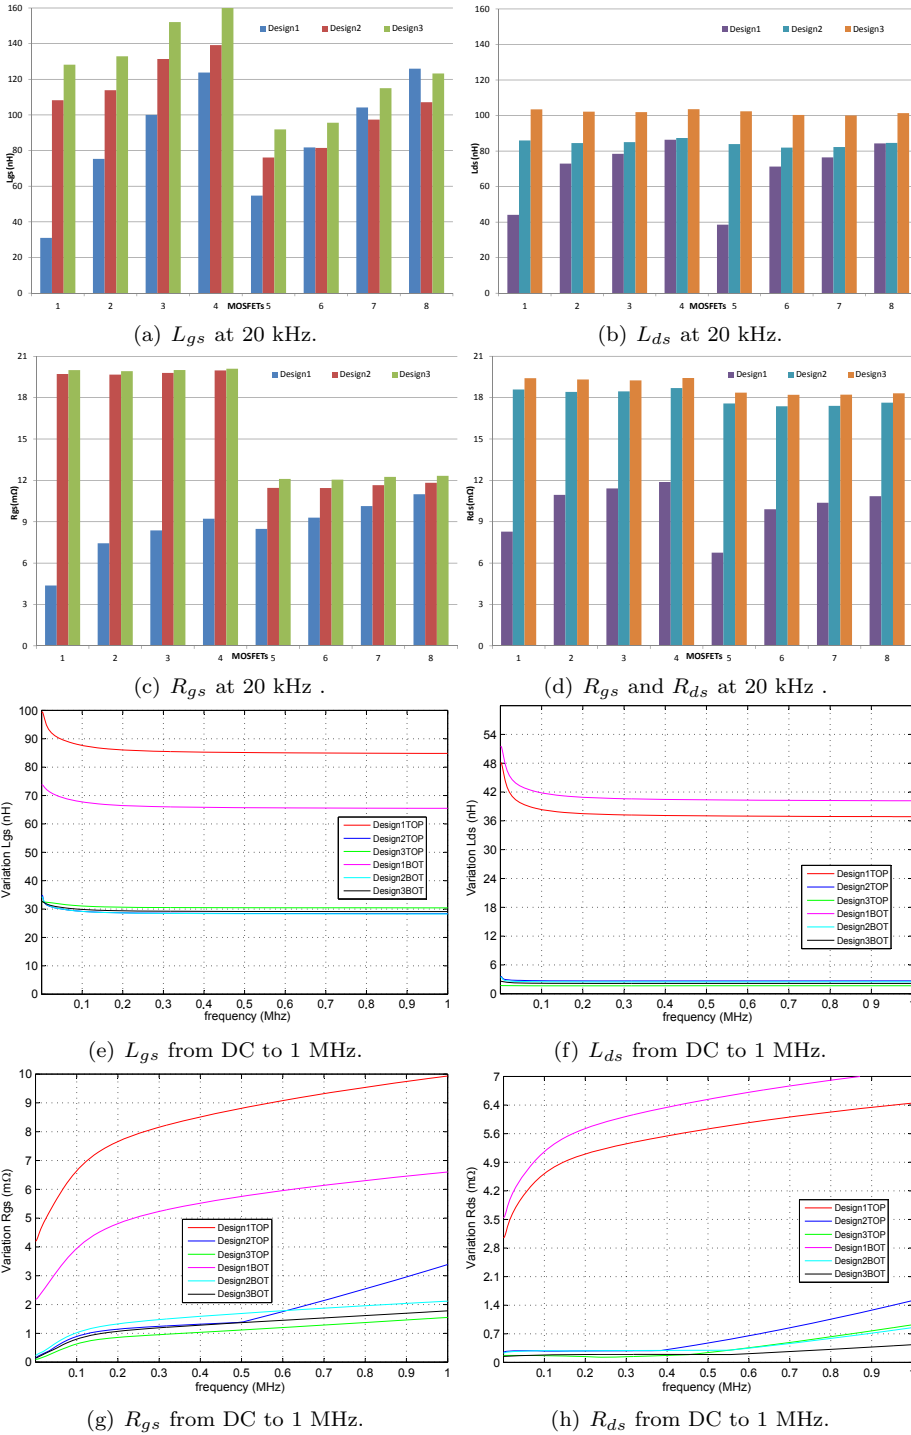 160
140
120
100
80
60
40
20
0
Lgs (nH)
Design1 Design2 Design3
1 2 3 4 MOSFETs 5 6 7 8
(a) Lgs at 20 kHz.
160
140
120
100
80
60
40
20
0
Lds (nH)
Design1 Design2 Design3
1 2 3 4 MOSFETs 5 6 7 8
(b) Lds at 20 kHz.
21
18
15
12
9
6
3
0
Rgs(mΩ)
Design1 Design2 Design3
1 2 3 4 MOSFETs 5 6 7 8
(c) Rgs at 20 kHz .
21
18
15
12
9
6
3
0
Rds(mΩ)
Design1 Design2 Design3
1 2 3 4 MOSFETs 5 6 7 8
(d) Rgs and Rds at 20 kHz .
100
90
80
70
60
50
40
30
20
10
0
Variation Lgs (nH)
Design1TOP
Design2TOP
Design3TOP
Design1BOT
Design2BOT
Design3BOT
0.1 0.2 0.3 0.4 0.5 0.6 0.7 0.8 0.9 1
frequency (MHz)
(e) Lgs from DC to 1 MHz.
54
48
42
36
30
24
18
12
6
0
Variation Lds (nH)
Design1TOP
Design2TOP
Design3TOP
Design1BOT
Design2BOT
Design3BOT
0.1 0.2 0.3 0.4 0.5 0.6 0.7 0.8 0.9 1
frequency (Mhz)
(f) Lds from DC to 1 MHz.
10
9
8
7
6
5
4
3
2
1
0
Variation Rgs (mΩ)
Design1TOP
Design2TOP
Design3TOP
Design1BOT
Design2BOT
Design3BOT
0.1 0.2 0.3 0.4 0.5 0.6 0.7 0.8 0.9 1
frequency (MHz)
(g) Rgs from DC to 1 MHz.
7
6,4
5.6
4.9
4.2
3.5
2.8
2.1
1.4
0.7
0
Variation Rds (mΩ)
Design1TOP
Design2TOP
Design3TOP
Design1BOT
Design2BOT
Design3BOT
0.1 0.2 0.3 0.4 0.5 0.6 0.7 0.8 0.9 1
frequency (MHz)
(h) Rds from DC to 1 MHz.